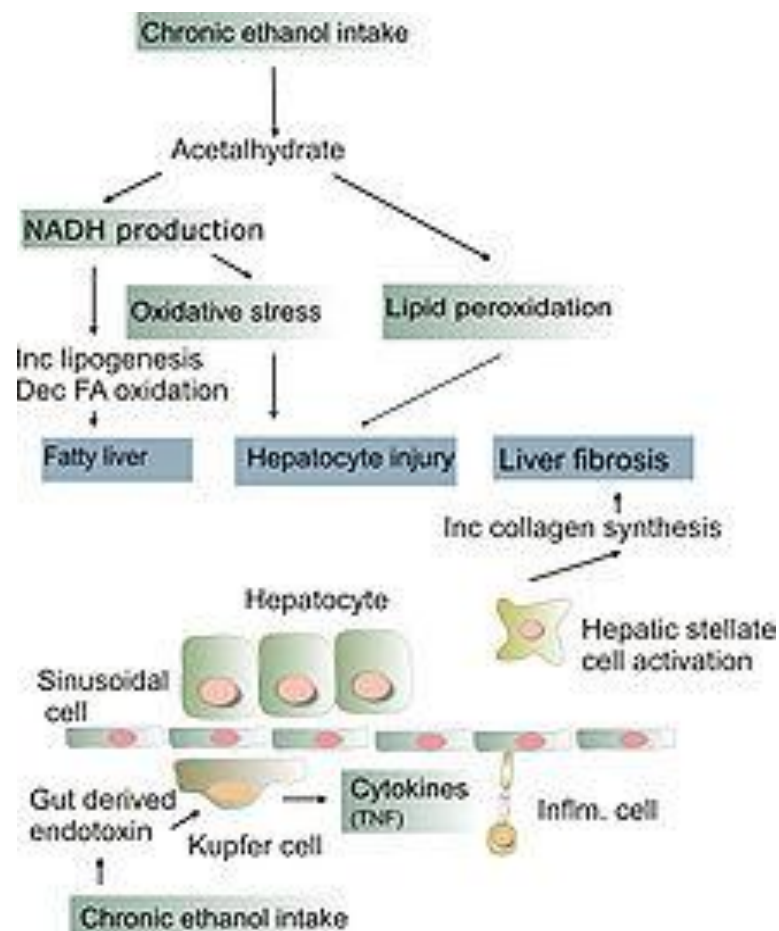 Chronic ethanol intake
Acetalhydrate
NADH production
Oxidative stress
Lipid peroxidation
Inc lipogenesis
Dec FA oxidation
Fatty liver
Hepatocyte injury
Liver fibrosis
Inc collagen synthesis
Hepatocyte
Hepatic stellate
cell activation
Sinusoidal
cell
Gut derived
endotoxin
Kupfer cell
Cytokines
(TNF)
Inflm. cell
Chronic ethanol intake